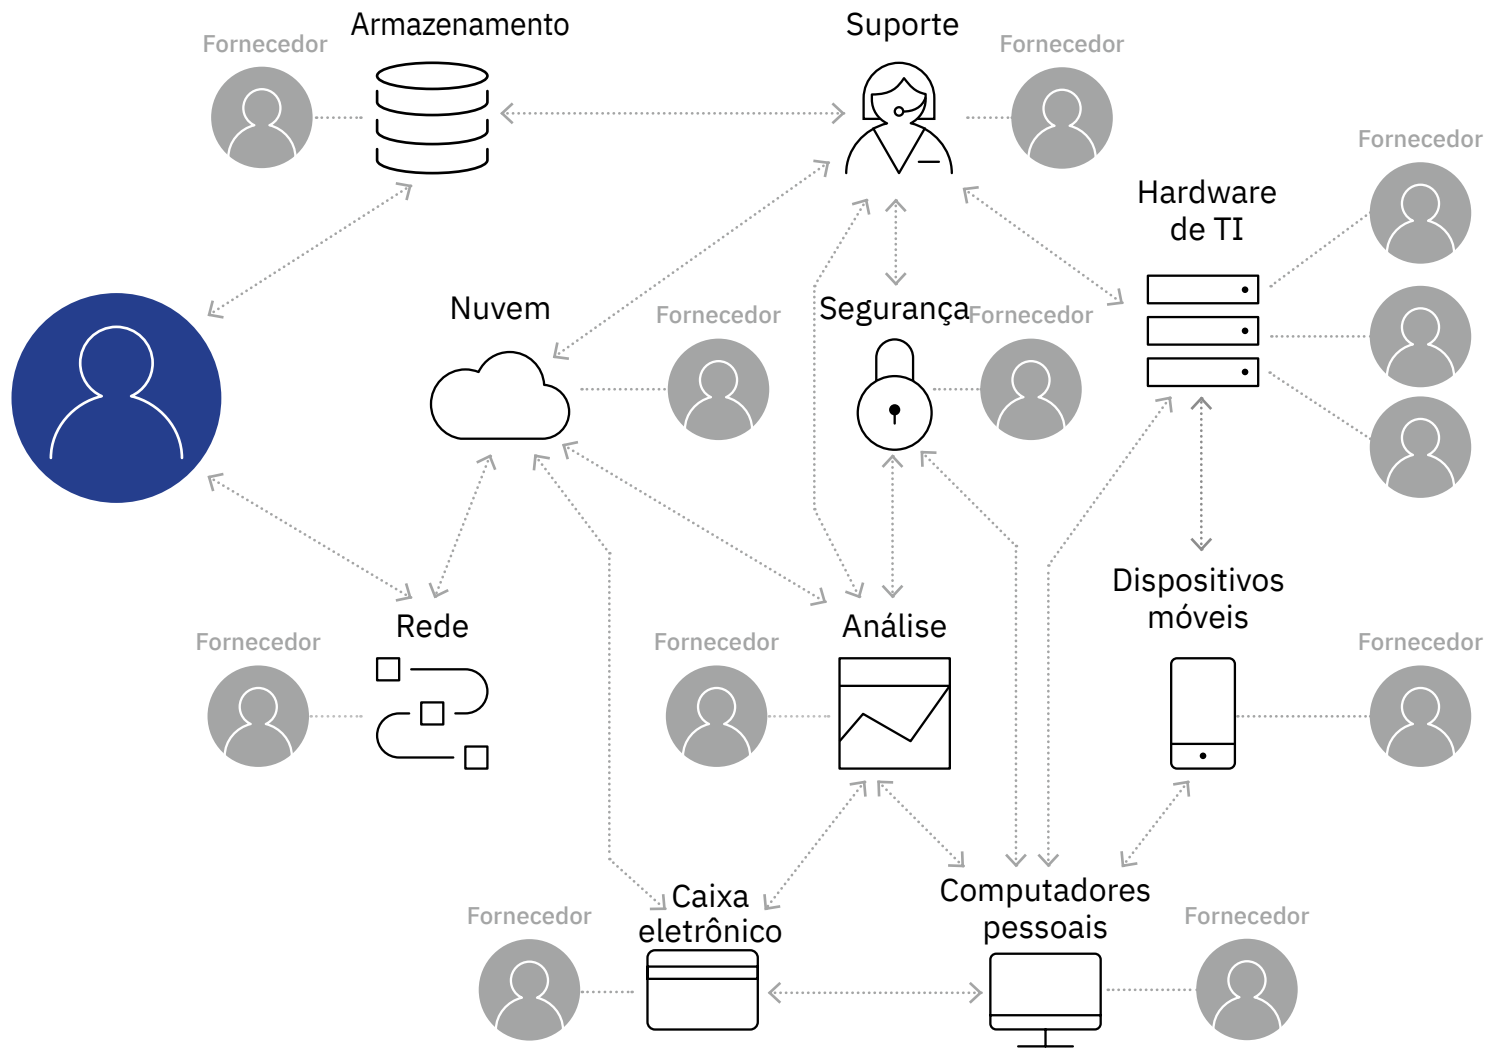 Armazenamento
Suporte
Fornecedor
Fornecedor
Fornecedor
Hardware
de TI
Nuvem
Fornecedor
Segurança
Fornecedor
Dispositivos
móveis
Rede
Análise
Fornecedor
Fornecedor
Fornecedor
Caixa
eletrônico
Computadores
pessoais
Fornecedor
Fornecedor